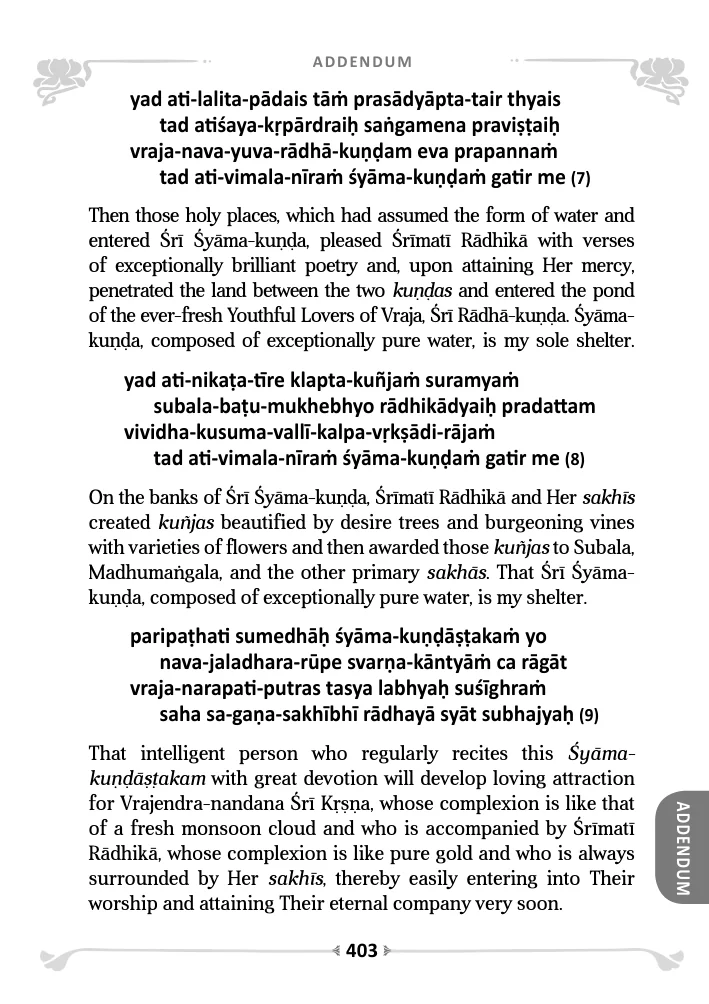 ADDENDUM
yad ati-lalita-pādais tāṁ prasādyāpta-tair thyais
tad atiśaya-kṛpārdraiḥ saṅgamena praviṣṭaiḥ
vraja-nava-yuva-rādhā-kuṇḍam eva prapannaṁ
tad ati-vimala-nīraṁ śyāma-kuṇḍaṁ gatir me (7)
Then those holy places, which had assumed the form of water and
entered Śrī Śyāma-kuṇḍa, pleased Śrīmatī Rādhikā with verses
of exceptionally brilliant poetry and, upon attaining Her mercy,
penetrated the land between the two kuṇḍas and entered the pond
of the ever-fresh Youthful Lovers of Vraja, Śrī Rādhā-kuṇḍa. Śyāma-
kuṇḍa, composed of exceptionally pure water, is my sole shelter.
yad ati-nikaṭa-tīre klapta-kuñjaṁ suramyaṁ
subala-baṭu-mukhebhyo rādhikādyaiḥ pradattam
vividha-kusuma-vallī-kalpa-vṛkṣādi-rājaṁ
tad ati-vimala-nīraṁ śyāma-kuṇḍaṁ gatir me (8)
On the banks of Śrī Śyāma-kuṇḍa, Śrīmatī Rādhikā and Her sakhīs
created kuñjas beautified by desire trees and burgeoning vines
with varieties of flowers and then awarded those kuñjas to Subala,
Madhumaṅgala, and the other primary sakhās. That Śrī Śyāma-
kuṇḍa, composed of exceptionally pure water, is my shelter.
paripaṭhati sumedhāḥ śyāma-kuṇḍāṣṭakaṁ yo
nava-jaladhara-rūpe svarṇa-kāntyāṁ ca rāgāt
vraja-narapati-putras tasya labhyaḥ suśīghraṁ
saha sa-gaṇa-sakhībhī rādhayā syāt subhajyaḥ (9)
That intelligent person who regularly recites this Śyāma-
kuṇḍāṣṭakam with great devotion will develop loving attraction
for Vrajendra-nandana Śrī Kṛṣṇa, whose complexion is like that
of a fresh monsoon cloud and who is accompanied by Śrīmatī
Rādhikā, whose complexion is like pure gold and who is always
surrounded by Her sakhīs, thereby easily entering into Their
worship and attaining Their eternal company very soon.
ADDENDUM
403